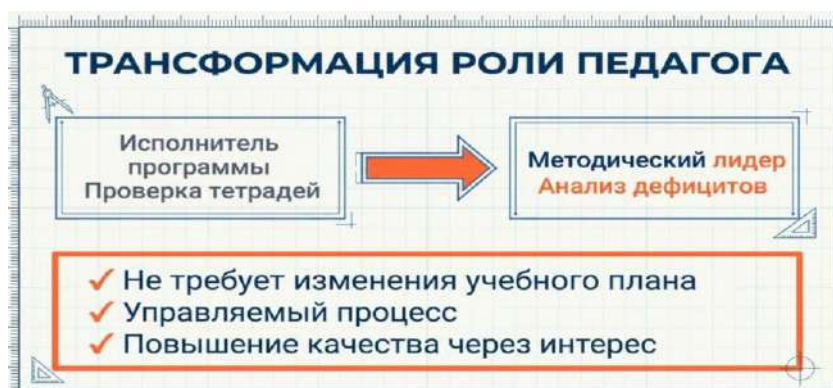 ТРАНСФОРМАЦИЯ РОЛИ ПЕДАГОГА
Исполнитель
программы
Проверка тетрадей
Методический лидер
Анализ дефицитов
✓ Не требует изменения учебного плана
✓ Управляемый процесс
✓ Повышение качества через интерес